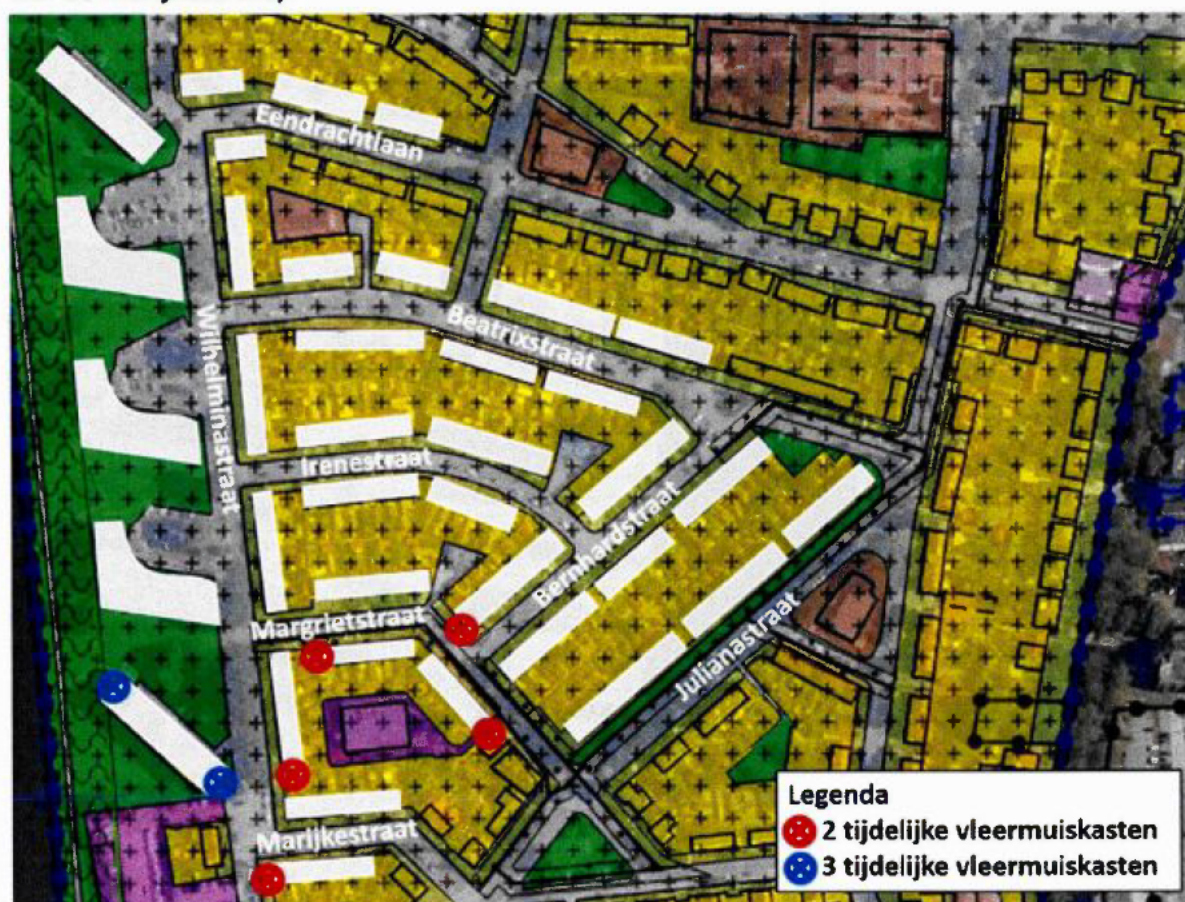 Eendrachtlaan
Beatrixstraat
Wilhelminastraat
Irenestraat
Bernhardstraat
Margrietstraat
Julianastraat
Marijkestraat
Legenda
2 tijdelijke vleermuiskasten
3 tijdelijke vleermuiskasten